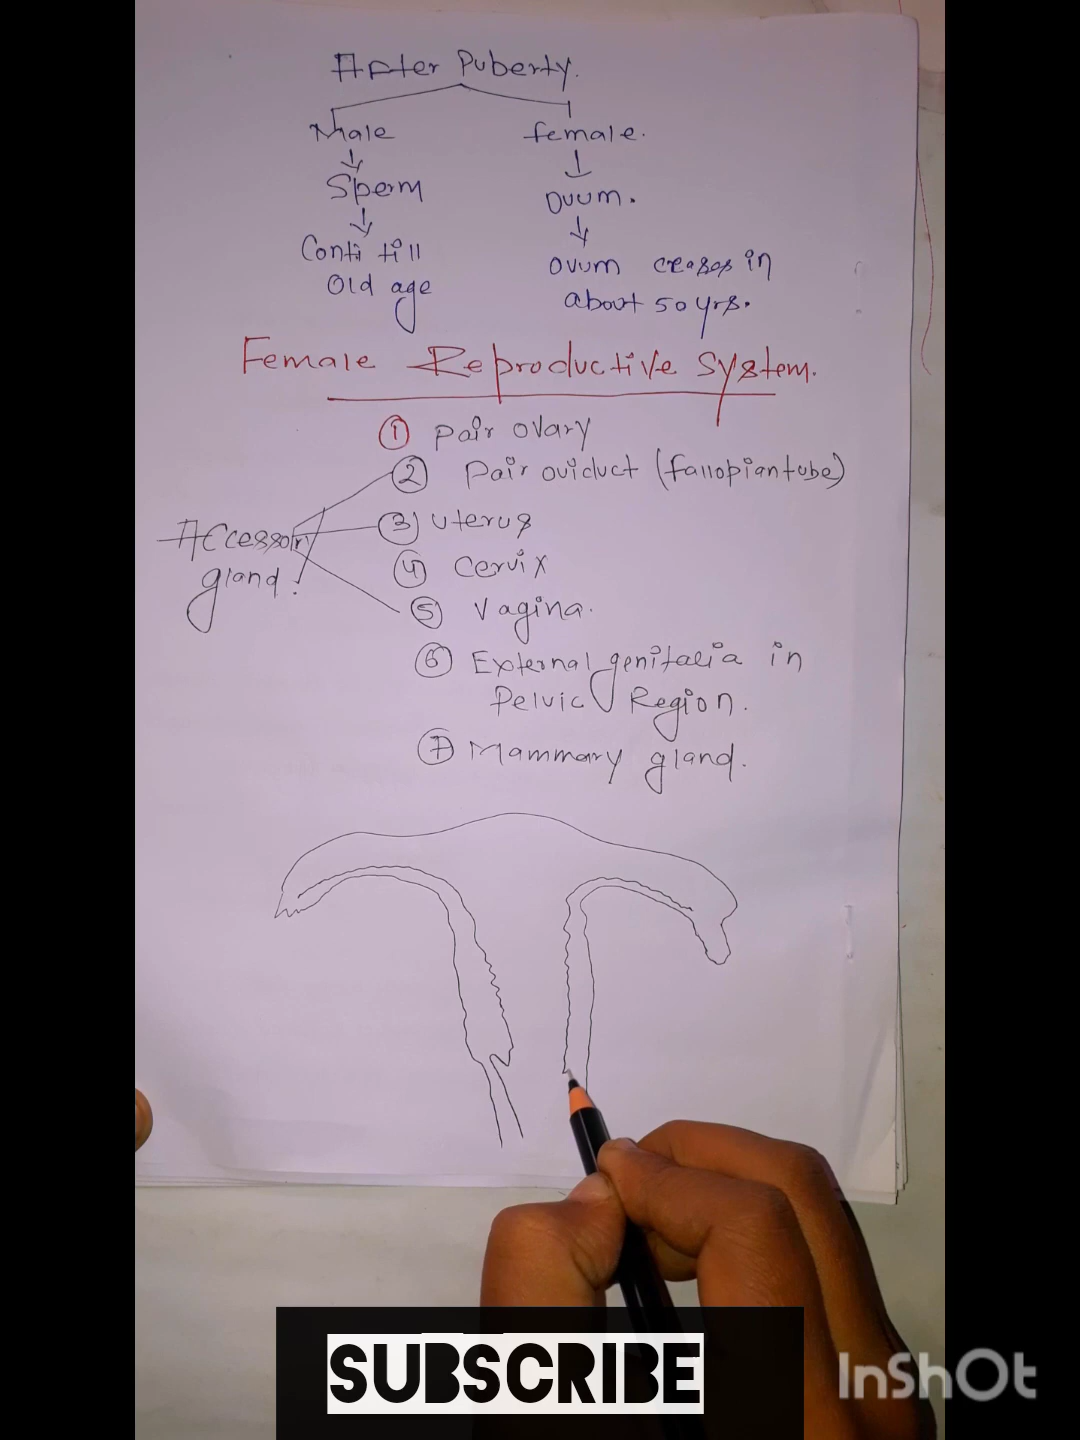 After Puberty.
Male female.
Sperm Ovum.
Conti till Old age
Ovum creases in about 50 yrs.
Female Reproductive System.
① Pair ovary
② Pair oviduct (fallopian tube)
③ uterus
Accessory gland!
④ Cervix
⑤ Vagina.
⑥ External genitalia in
Pelvic Region.
⑦ Mammary gland.
SUBSCRIBE
InShOt